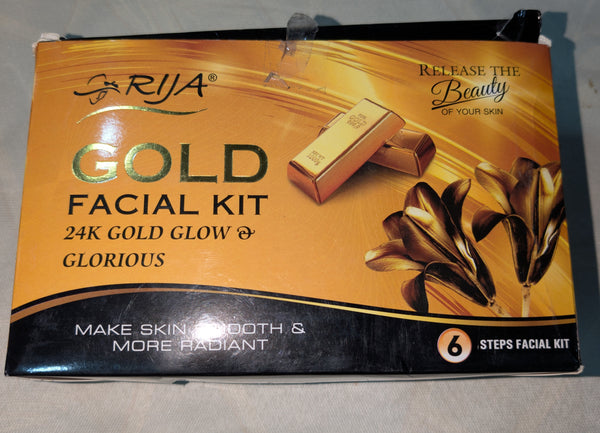 RIJA®
RELEASE THE
Beauty
OF YOUR SKIN
GOLD
FACIAL KIT
24K GOLD GLOW &
GLORIOUS
MAKE SKIN SMOOTH &
MORE RADIANT
6 STEPS FACIAL KIT